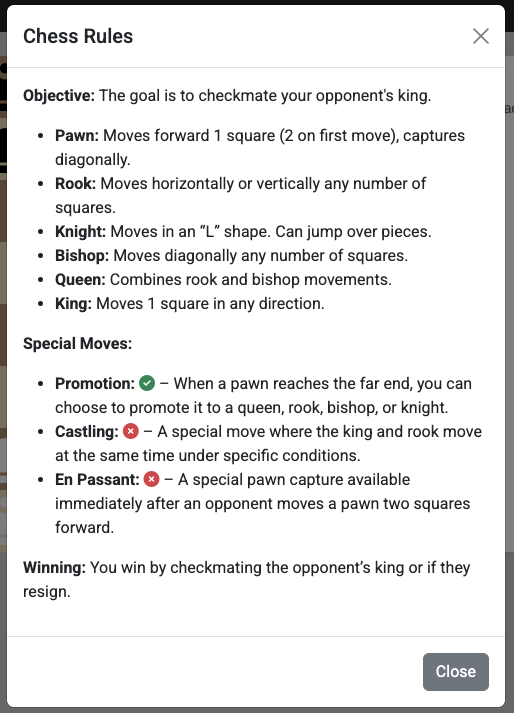 Chess Rules
Objective: The goal is to checkmate your opponent's king.
Pawn: Moves forward 1 square (2 on first move), captures
diagonally.
Rook: Moves horizontally or vertically any number of
squares.
Knight: Moves in an “L” shape. Can jump over pieces.
Bishop: Moves diagonally any number of squares.
Queen: Combines rook and bishop movements.
King: Moves 1 square in any direction.
Special Moves:
Promotion: – When a pawn reaches the far end, you can
choose to promote it to a queen, rook, bishop, or knight.
Castling: – A special move where the king and rook move
at the same time under specific conditions.
En Passant: – A special pawn capture available
immediately after an opponent moves a pawn two squares
forward.
Winning: You win by checkmating the opponent’s king or if they
resign.
Close